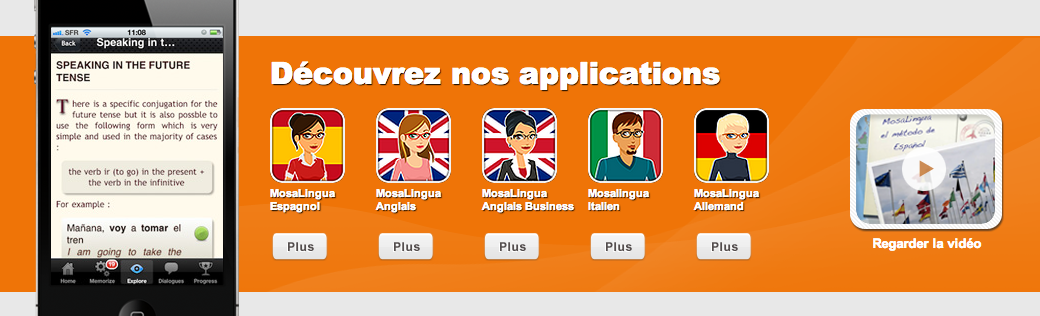 SFR 11:08
Back Speaking in t...
SPEAKING IN THE FUTURE
TENSE
There is a specific conjugation for the
future tense but it is also possble to
use the following form which is very
simple and used in the majority of cases
:
the verb ir (to go) in the present +
the verb in the infinitive
For example :
Mañana, voy a tomar el
tren
I am going to take the
Home Memorize Explore Dialogues Progress
Découvrez nos applications
MosaLingua
Espagnol
MosaLingua
Anglais
MosaLingua
Anglais Business
Mosalingua
Italien
MosaLingua
Allemand
Plus Plus Plus Plus Plus
MosaLingua
el método de
Español
Regarder la vidéo